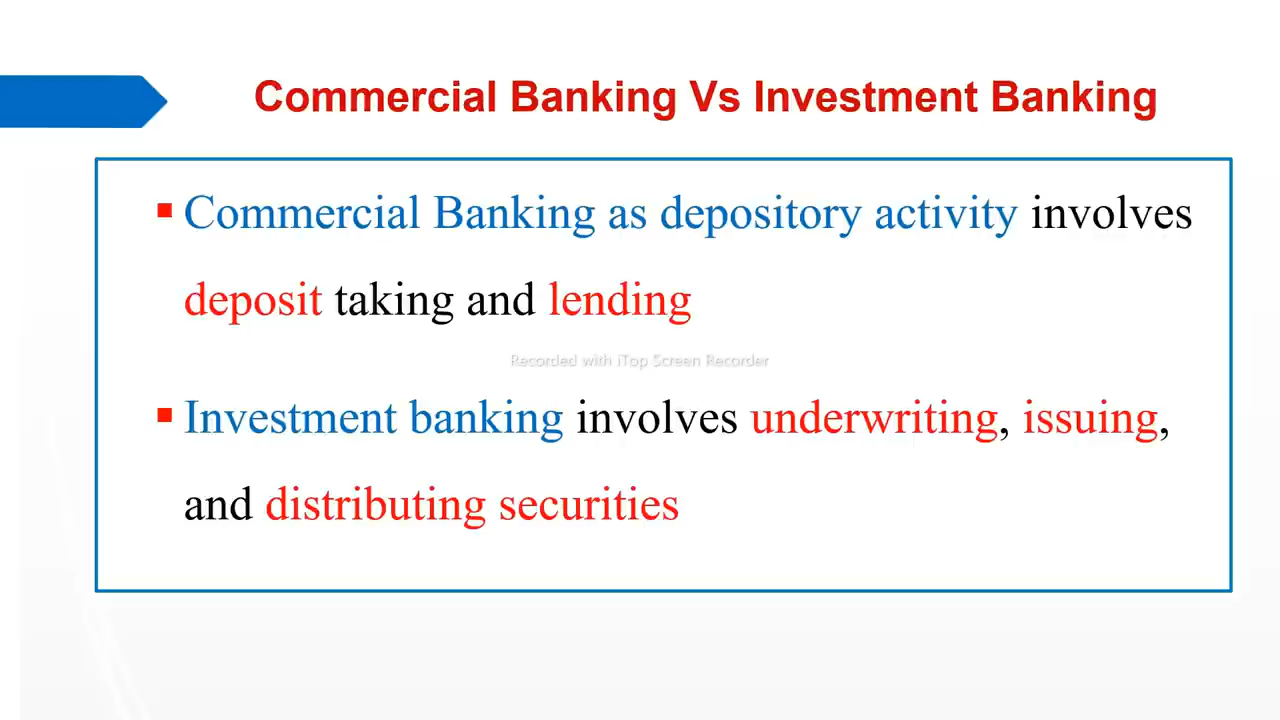 Commercial Banking Vs Investment Banking
▪ Commercial Banking as depository activity involves
deposit taking and lending
Recorded with iTop Screen Recorder
▪ Investment banking involves underwriting, issuing,
and distributing securities